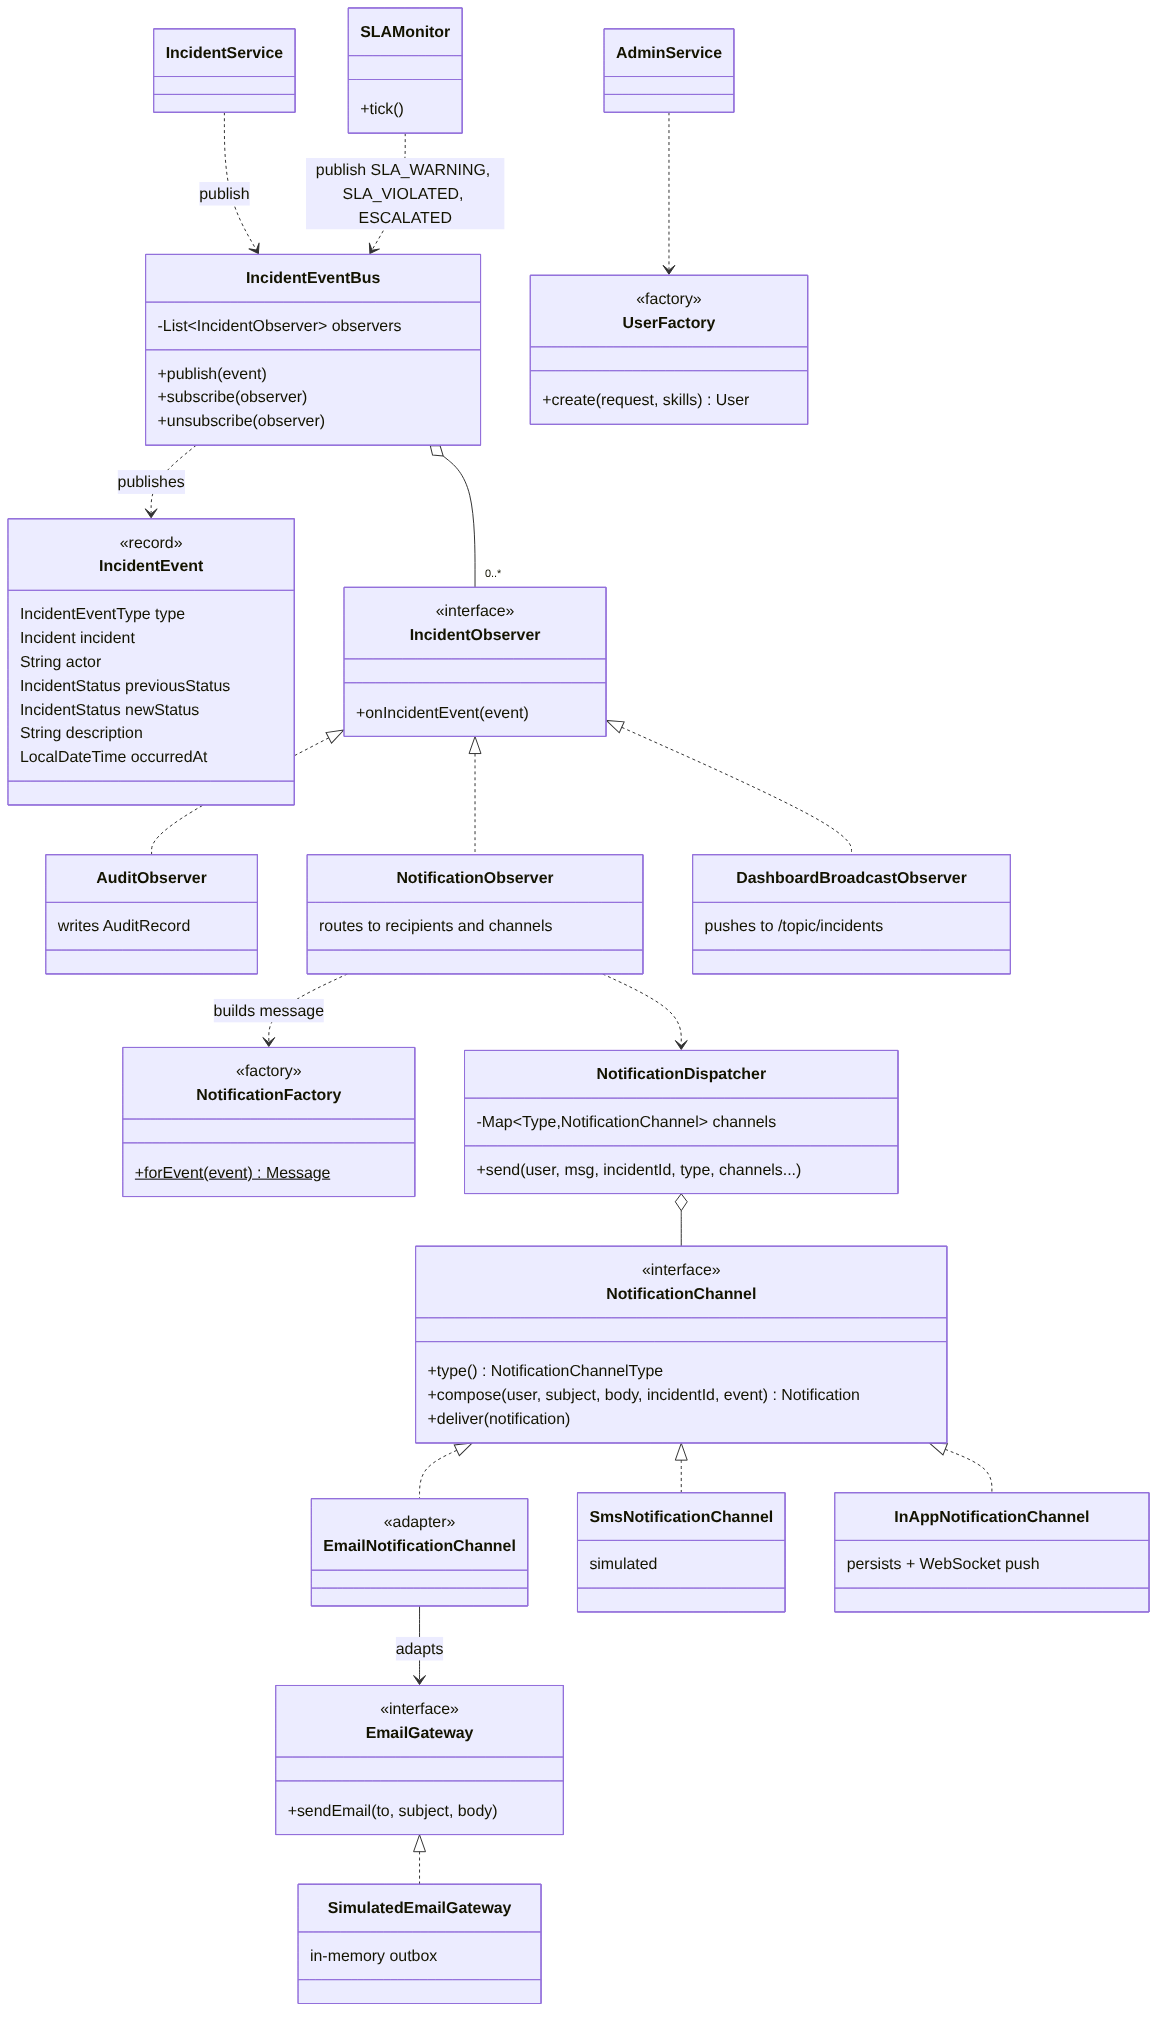 IncidentService
SLAMonitor
+tick()
AdminService
publish
publish SLA_WARNING,
SLA_VIOLATED,
ESCALATED
IncidentEventBus
-List<IncidentObserver> observers
+publish(event)
+subscribe(observer)
+unsubscribe(observer)
«factory»
UserFactory
+create(request, skills) : User
publishes
«record»
IncidentEvent
IncidentEventType type
Incident incident
String actor
IncidentStatus previousStatus
IncidentStatus newStatus
String description
LocalDateTime occurredAt
0..*
«interface»
IncidentObserver
+onIncidentEvent(event)
AuditObserver
writes AuditRecord
NotificationObserver
routes to recipients and channels
DashboardBroadcastObserver
pushes to /topic/incidents
builds message
«factory»
NotificationFactory
+forEvent(event) : Message
NotificationDispatcher
-Map<Type,NotificationChannel> channels
+send(user, msg, incidentId, type, channels...)
«interface»
NotificationChannel
+type() : NotificationChannelType
+compose(user, subject, body, incidentId, event) : Notification
+deliver(notification)
«adapter»
EmailNotificationChannel
SmsNotificationChannel
simulated
InAppNotificationChannel
persists + WebSocket push
adapts
«interface»
EmailGateway
+sendEmail(to, subject, body)
SimulatedEmailGateway
in-memory outbox